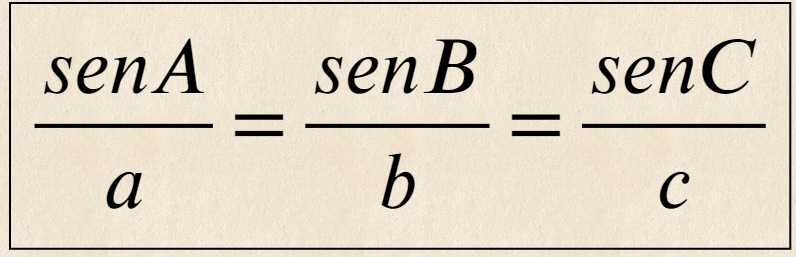 senA/a = senB/b = senC/c